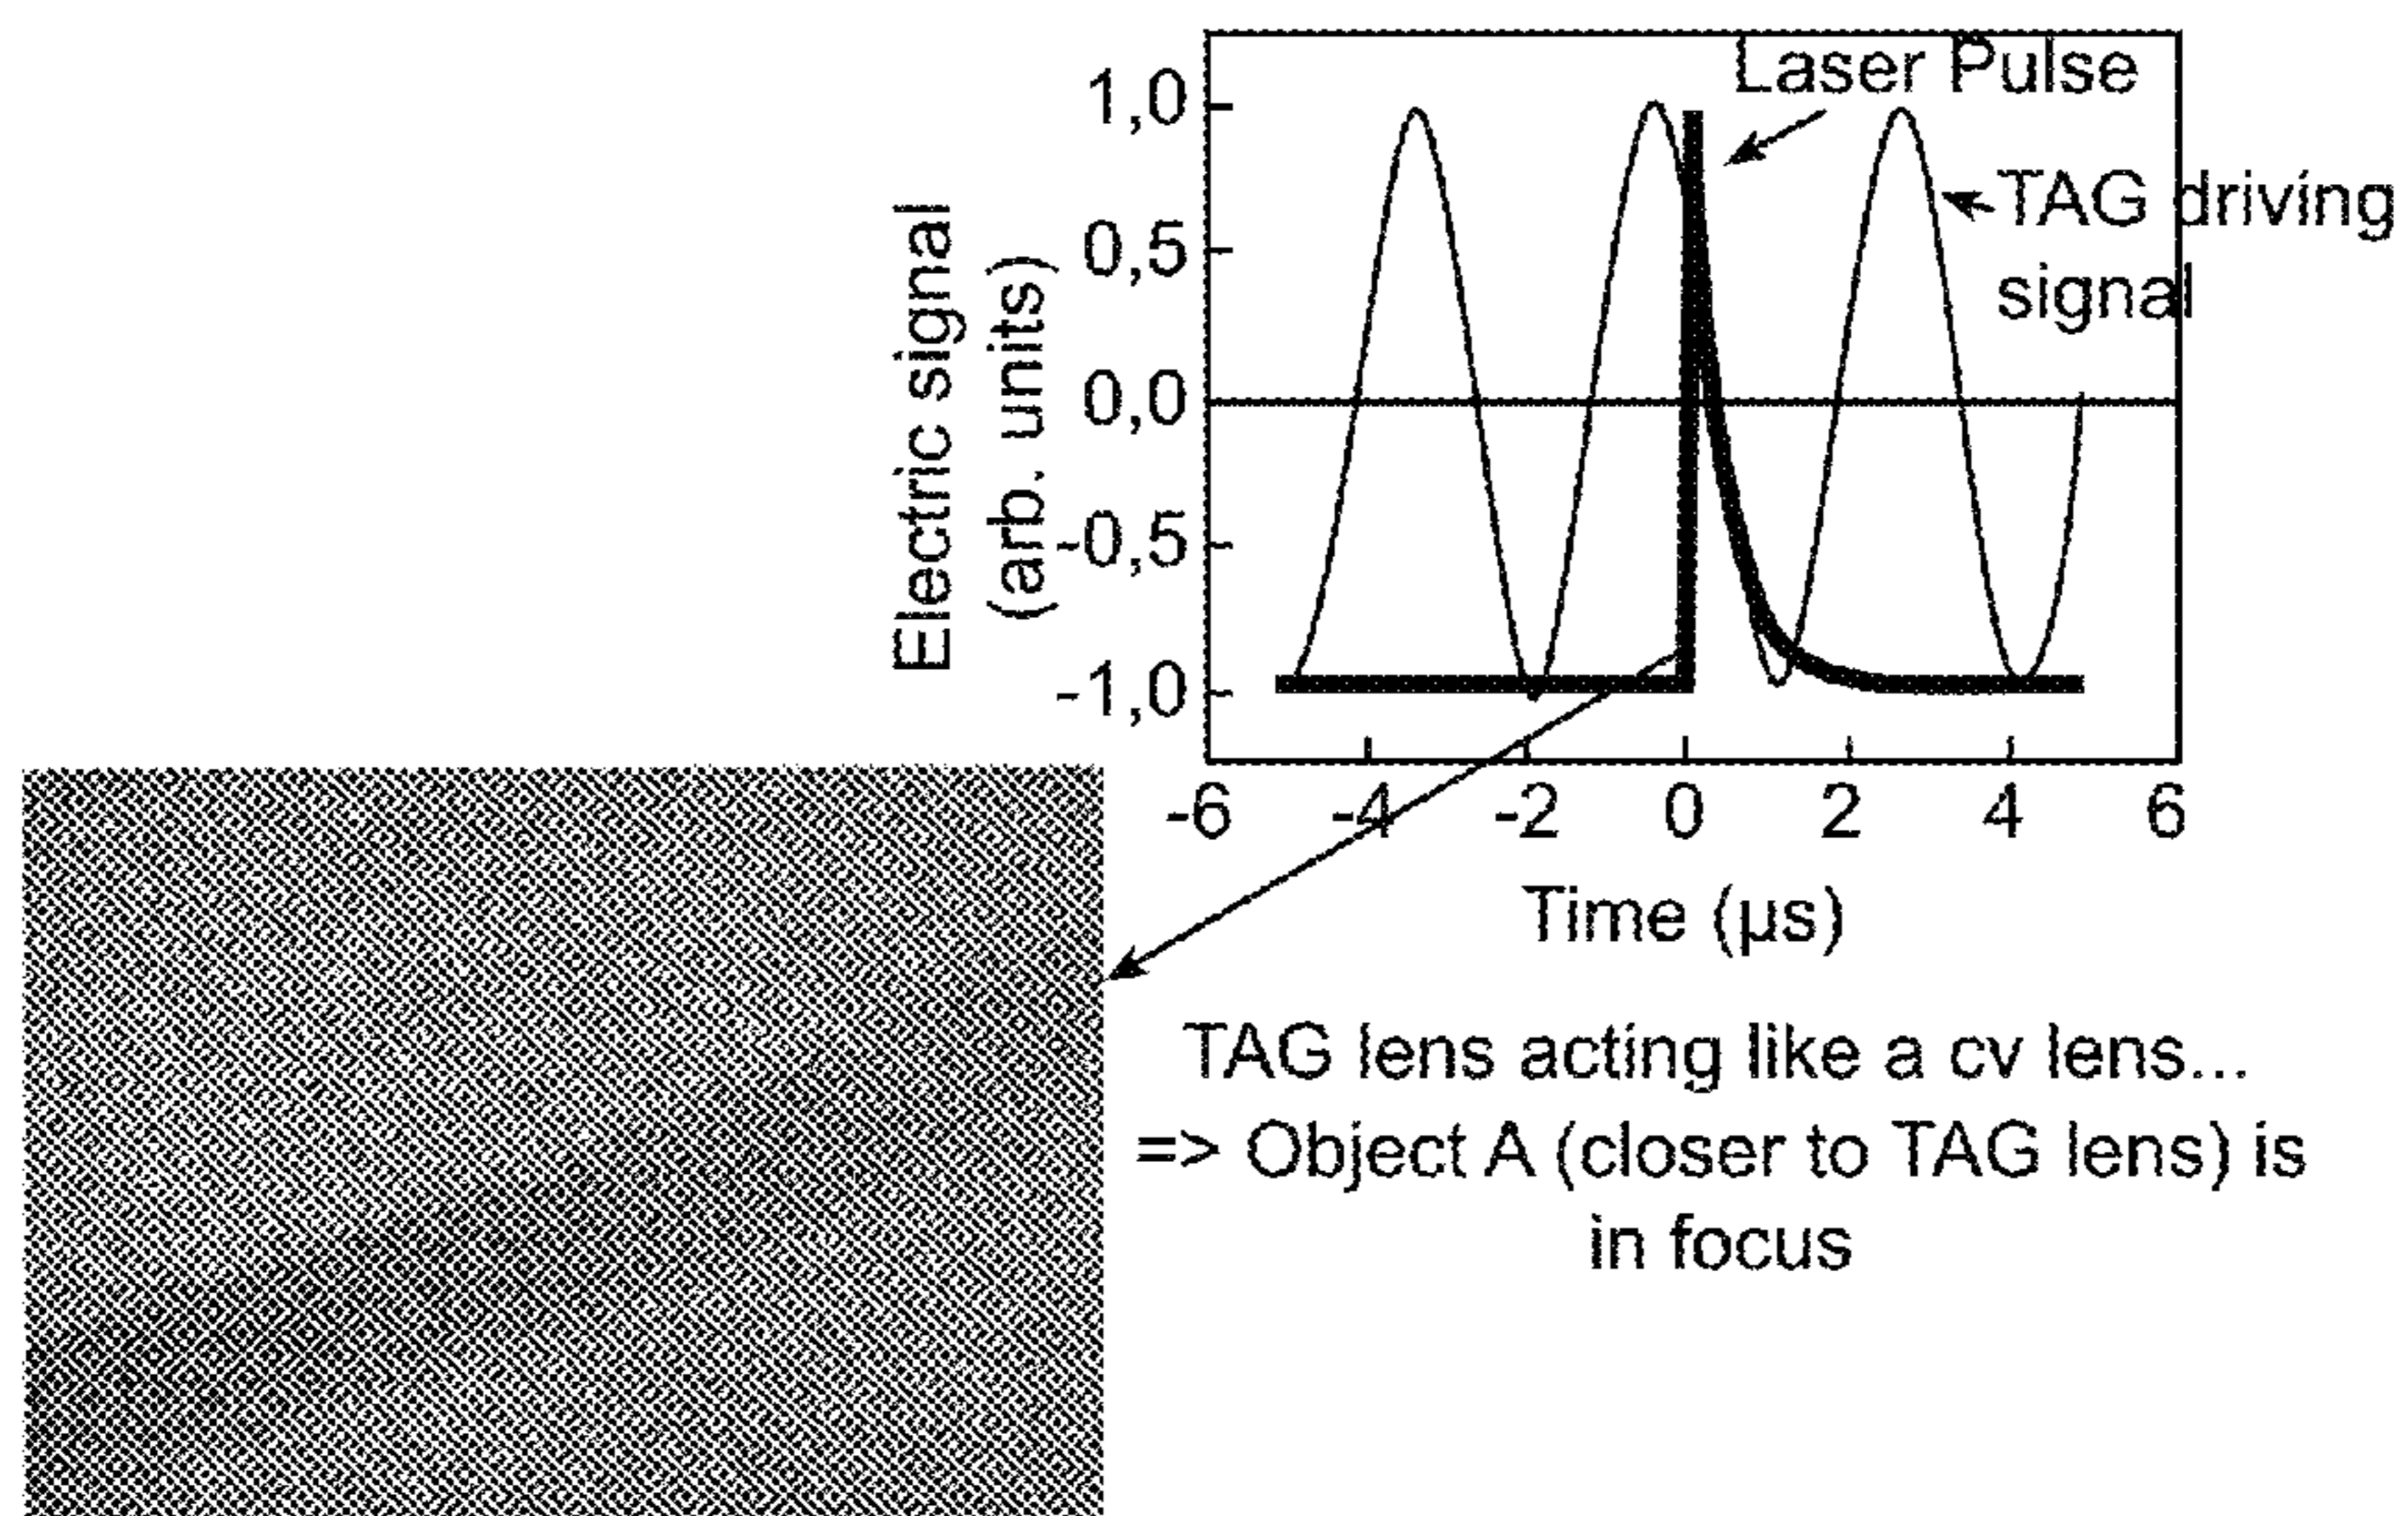 Laser Pulse
TAG driving
signal
Electric signal
(arb. units)
1,0
0,5
0,0
-0,5
-1,0
-6 -4 -2 0 2 4 6
Time (µs)
TAG lens acting like a cv lens...
=> Object A (closer to TAG lens) is
in focus